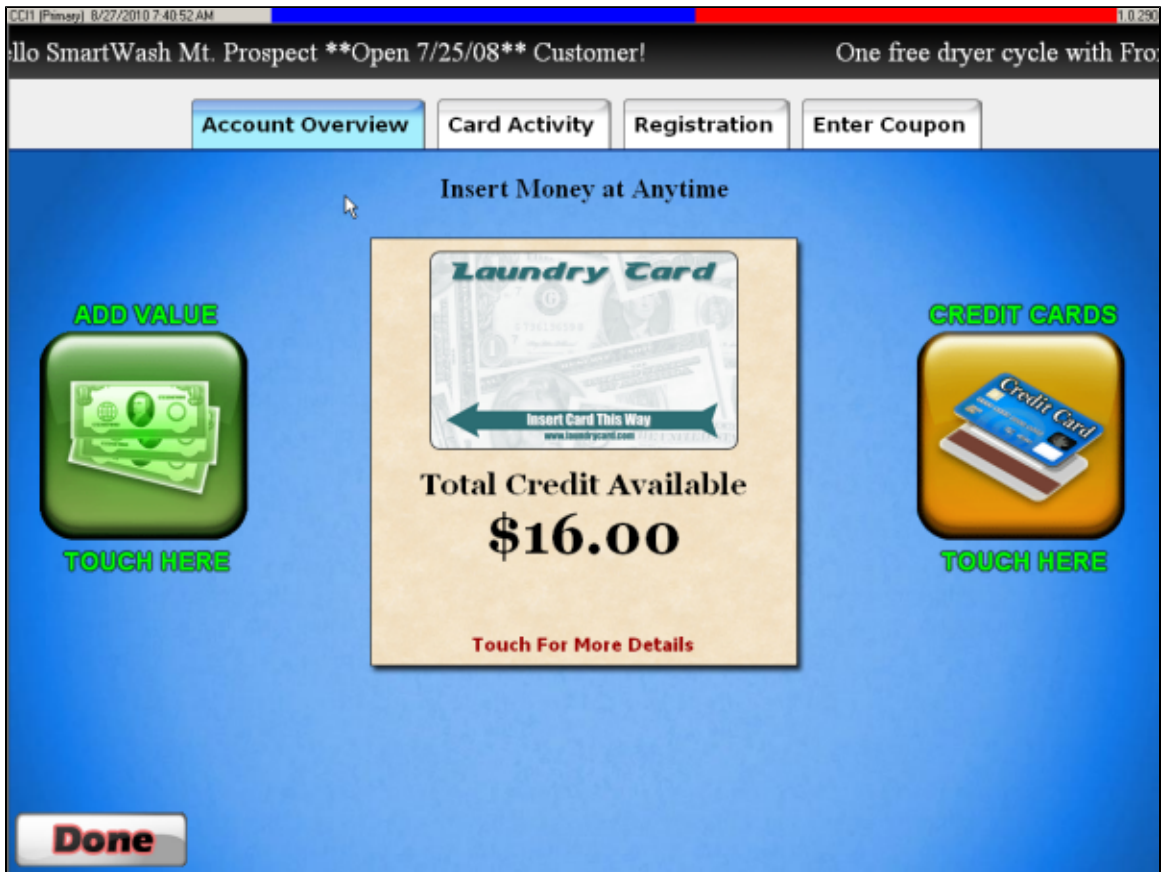 CCI1 (Primary) 8/27/2010 7:40:52 AM 1.0.290
llo SmartWash Mt. Prospect **Open 7/25/08** Customer! One free dryer cycle with Fro
Account Overview Card Activity Registration Enter Coupon
Insert Money at Anytime
Laundry Card
Insert Card This Way
www.laundrycard.com
ADD VALUE
TOUCH HERE
CREDIT CARDS
Credit Card
TOUCH HERE
Total Credit Available
$16.00
Touch For More Details
Done